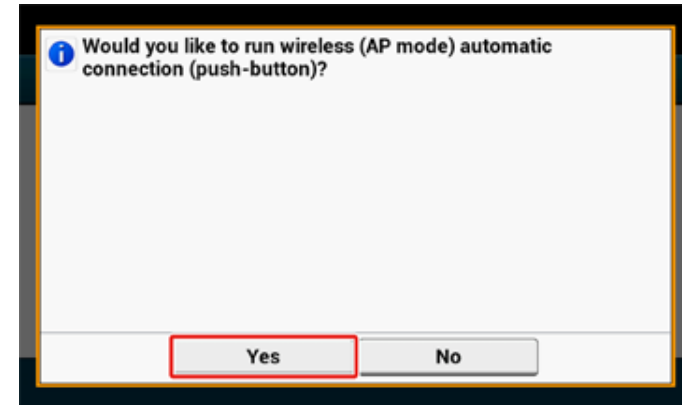 Would you like to run wireless (AP mode) automatic
connection (push-button)?
Yes
No